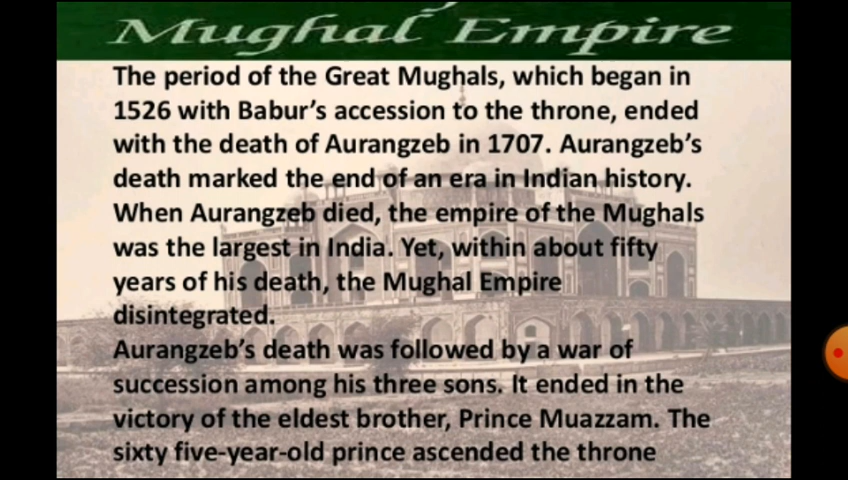 Mughal Empire
The period of the Great Mughals, which began in
1526 with Babur’s accession to the throne, ended
with the death of Aurangzeb in 1707. Aurangzeb’s
death marked the end of an era in Indian history.
When Aurangzeb died, the empire of the Mughals
was the largest in India. Yet, within about fifty
years of his death, the Mughal Empire
disintegrated.
Aurangzeb’s death was followed by a war of
succession among his three sons. It ended in the
victory of the eldest brother, Prince Muazzam. The
sixty five-year-old prince ascended the throne